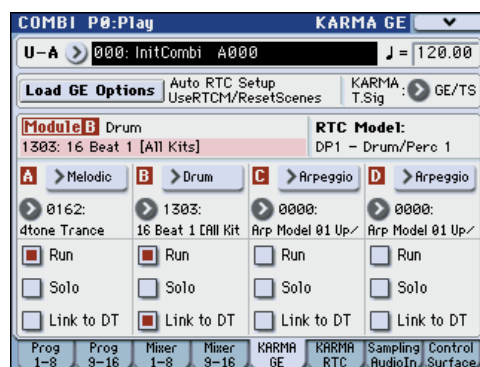 COMBI P0:Play KARMA GE
U-A 000: InitCombi A000 ♩= 120.00
Load GE Options Auto RTC Setup UseRTCM/ResetScenes KARMA T.Sig : GE/TS
Module B Drum RTC Model:
1303: 16 Beat 1 [All Kits] DP1 - Drum/Perc 1
A Melodic B Drum C Arpeggio D Arpeggio
0162: 1303: 0000: 0000:
4tone Trance 16 Beat 1 [All Kit Arp Model 01 Up/ Arp Model 01 Up/
Run Run Run Run
Solo Solo Solo Solo
Link to DT Link to DT Link to DT Link to DT
Prog 1-8 Prog 9-16 Mixer 1-8 Mixer 9-16 KARMA GE KARMA RTC Sampling AudioIn Control Surface